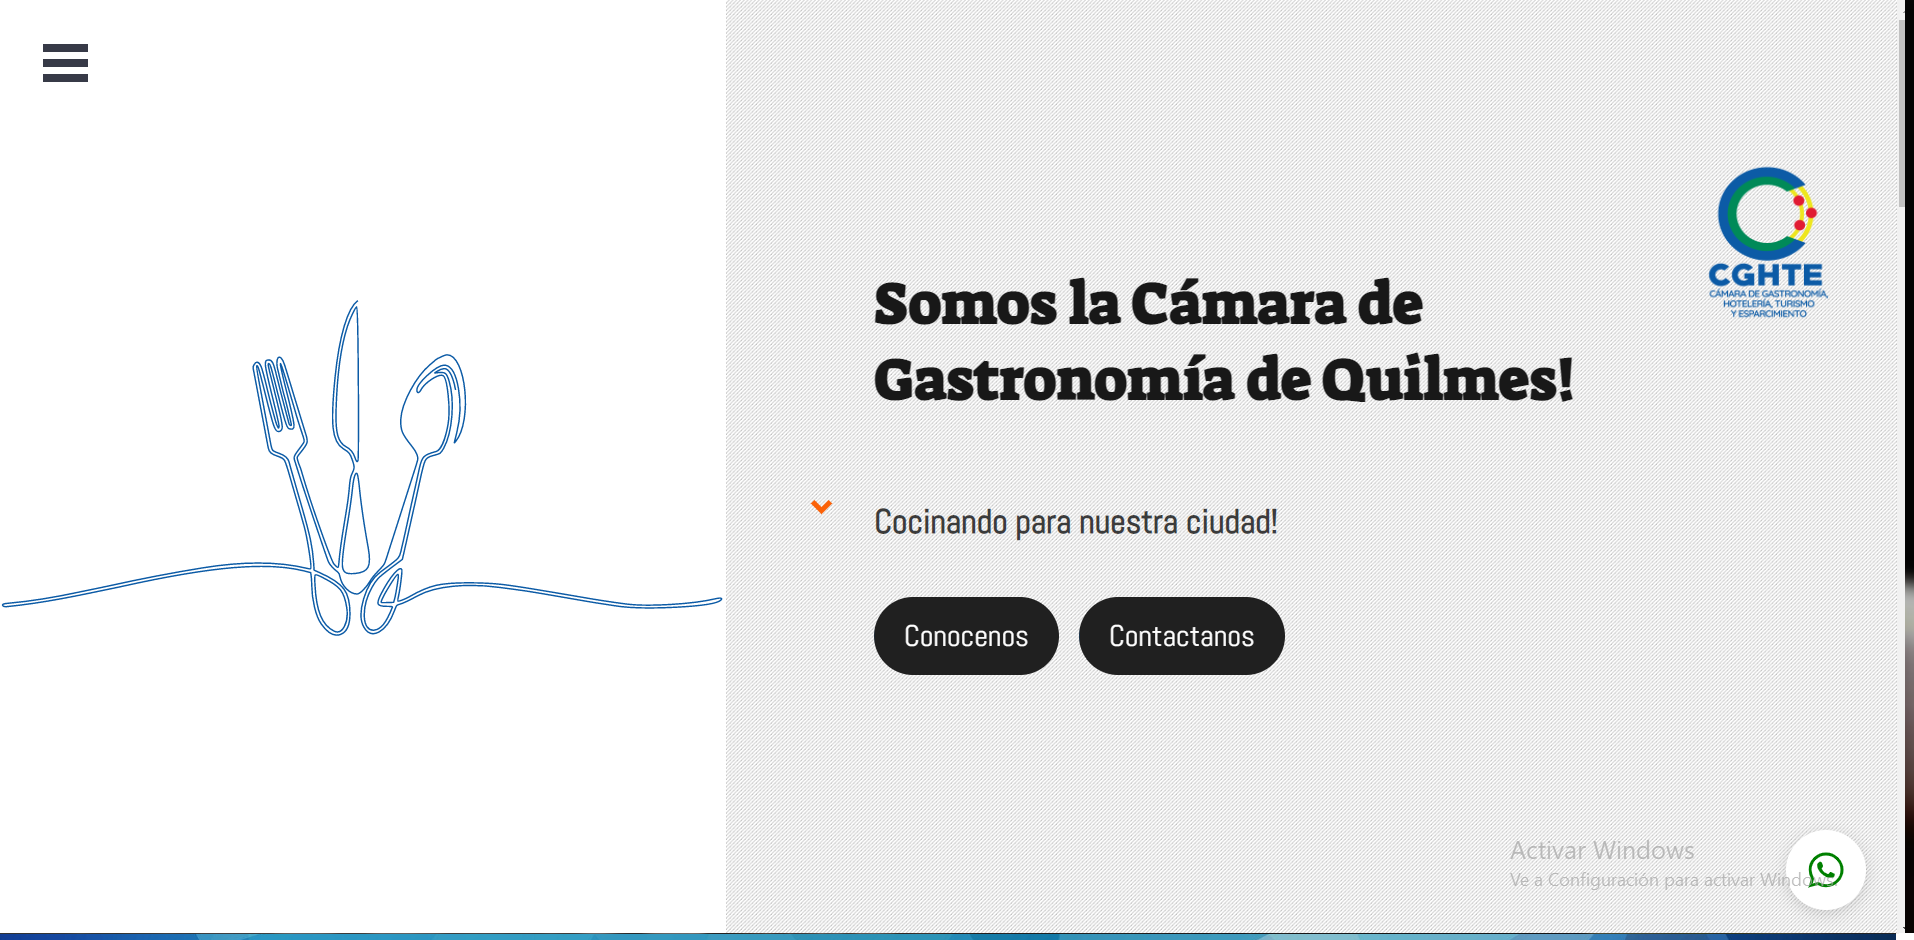 CGHTE
CÁMARA DE GASTRONOMÍA,
HOTELERÍA, TURISMO
Y ESPARCIMIENTO
Somos la Cámara de
Gastronomía de Quilmes!
Cocinando para nuestra ciudad!
Conocenos
Contactanos
Activar Windows
Ve a Configuración para activar Windows.